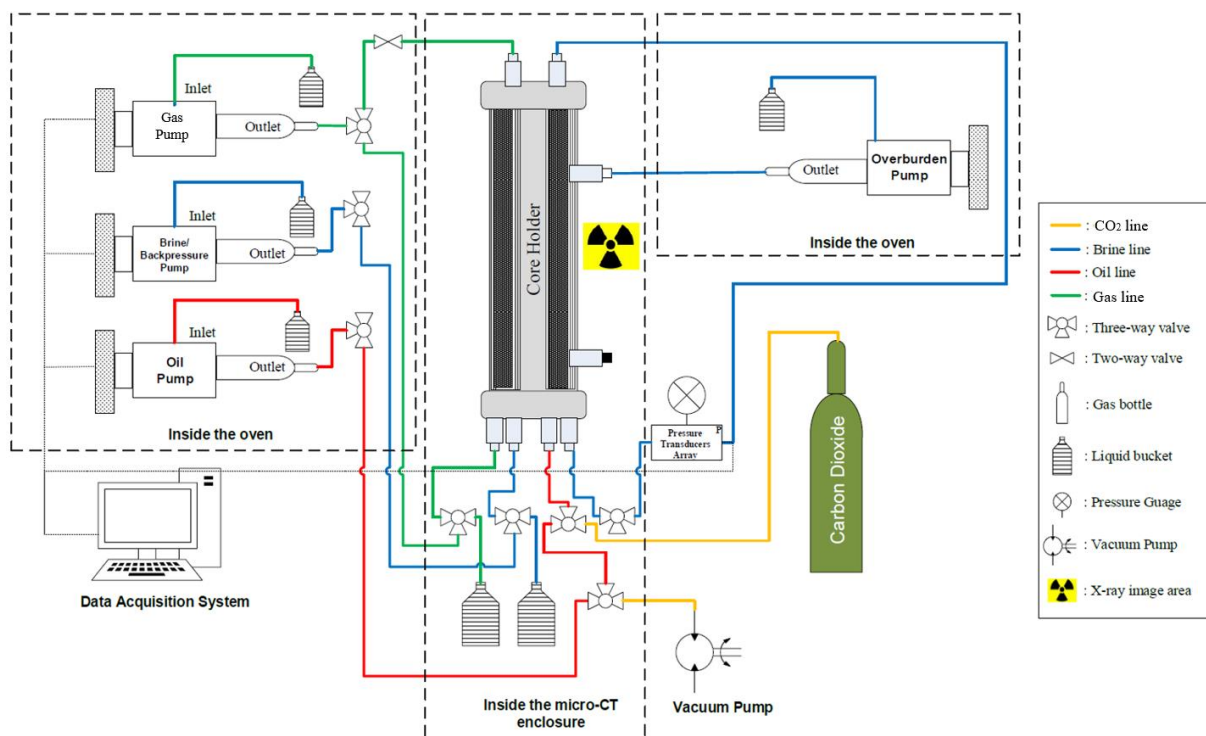 Inlet
Gas
Pump
Outlet
Inlet
Brine/
Backpressure
Pump
Outlet
Inlet
Oil
Pump
Outlet
Inside the oven
Core Holder
Outlet
Overburden
Pump
Inside the oven
P
Pressure
Transducers
Array
Carbon Dioxide
Data Acquisition System
Inside the micro-CT
enclosure
Vacuum Pump
: CO₂ line
: Brine line
: Oil line
: Gas line
: Three-way valve
: Two-way valve
: Gas bottle
: Liquid bucket
: Pressure Guage
: Vacuum Pump
: X-ray image area